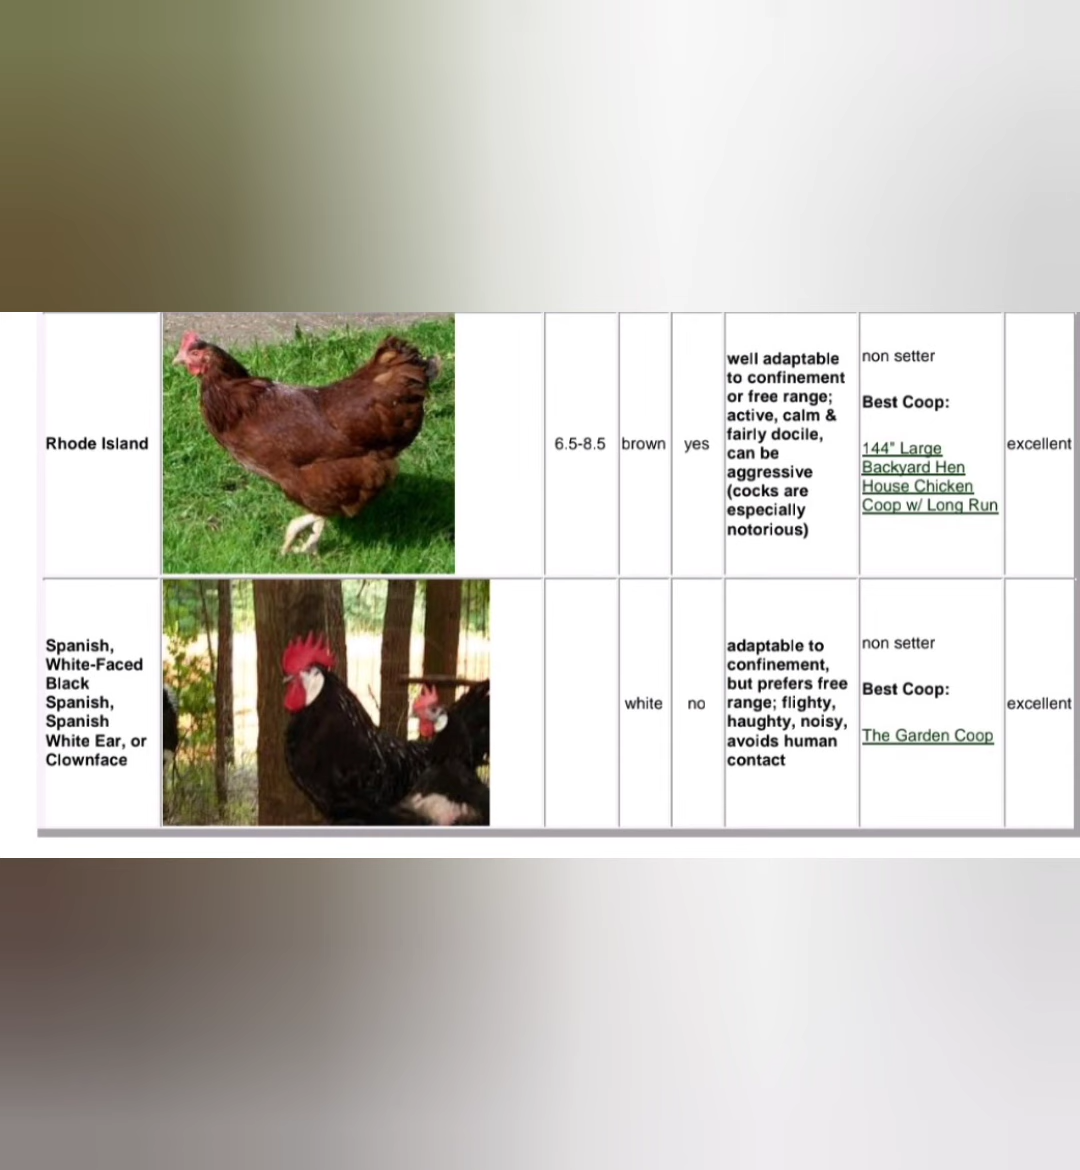 Rhode Island
6.5-8.5
brown
yes
well adaptable
to confinement
or free range;
active, calm &
fairly docile,
can be
aggressive
(cocks are
especially
notorious)
non setter
Best Coop:
144" Large
Backyard Hen
House Chicken
Coop w/ Long Run
excellent
Spanish,
White-Faced
Black
Spanish,
Spanish
White Ear, or
Clownface
white
no
adaptable to
confinement,
but prefers free
range; flighty,
haughty, noisy,
avoids human
contact
non setter
Best Coop:
The Garden Coop
excellent